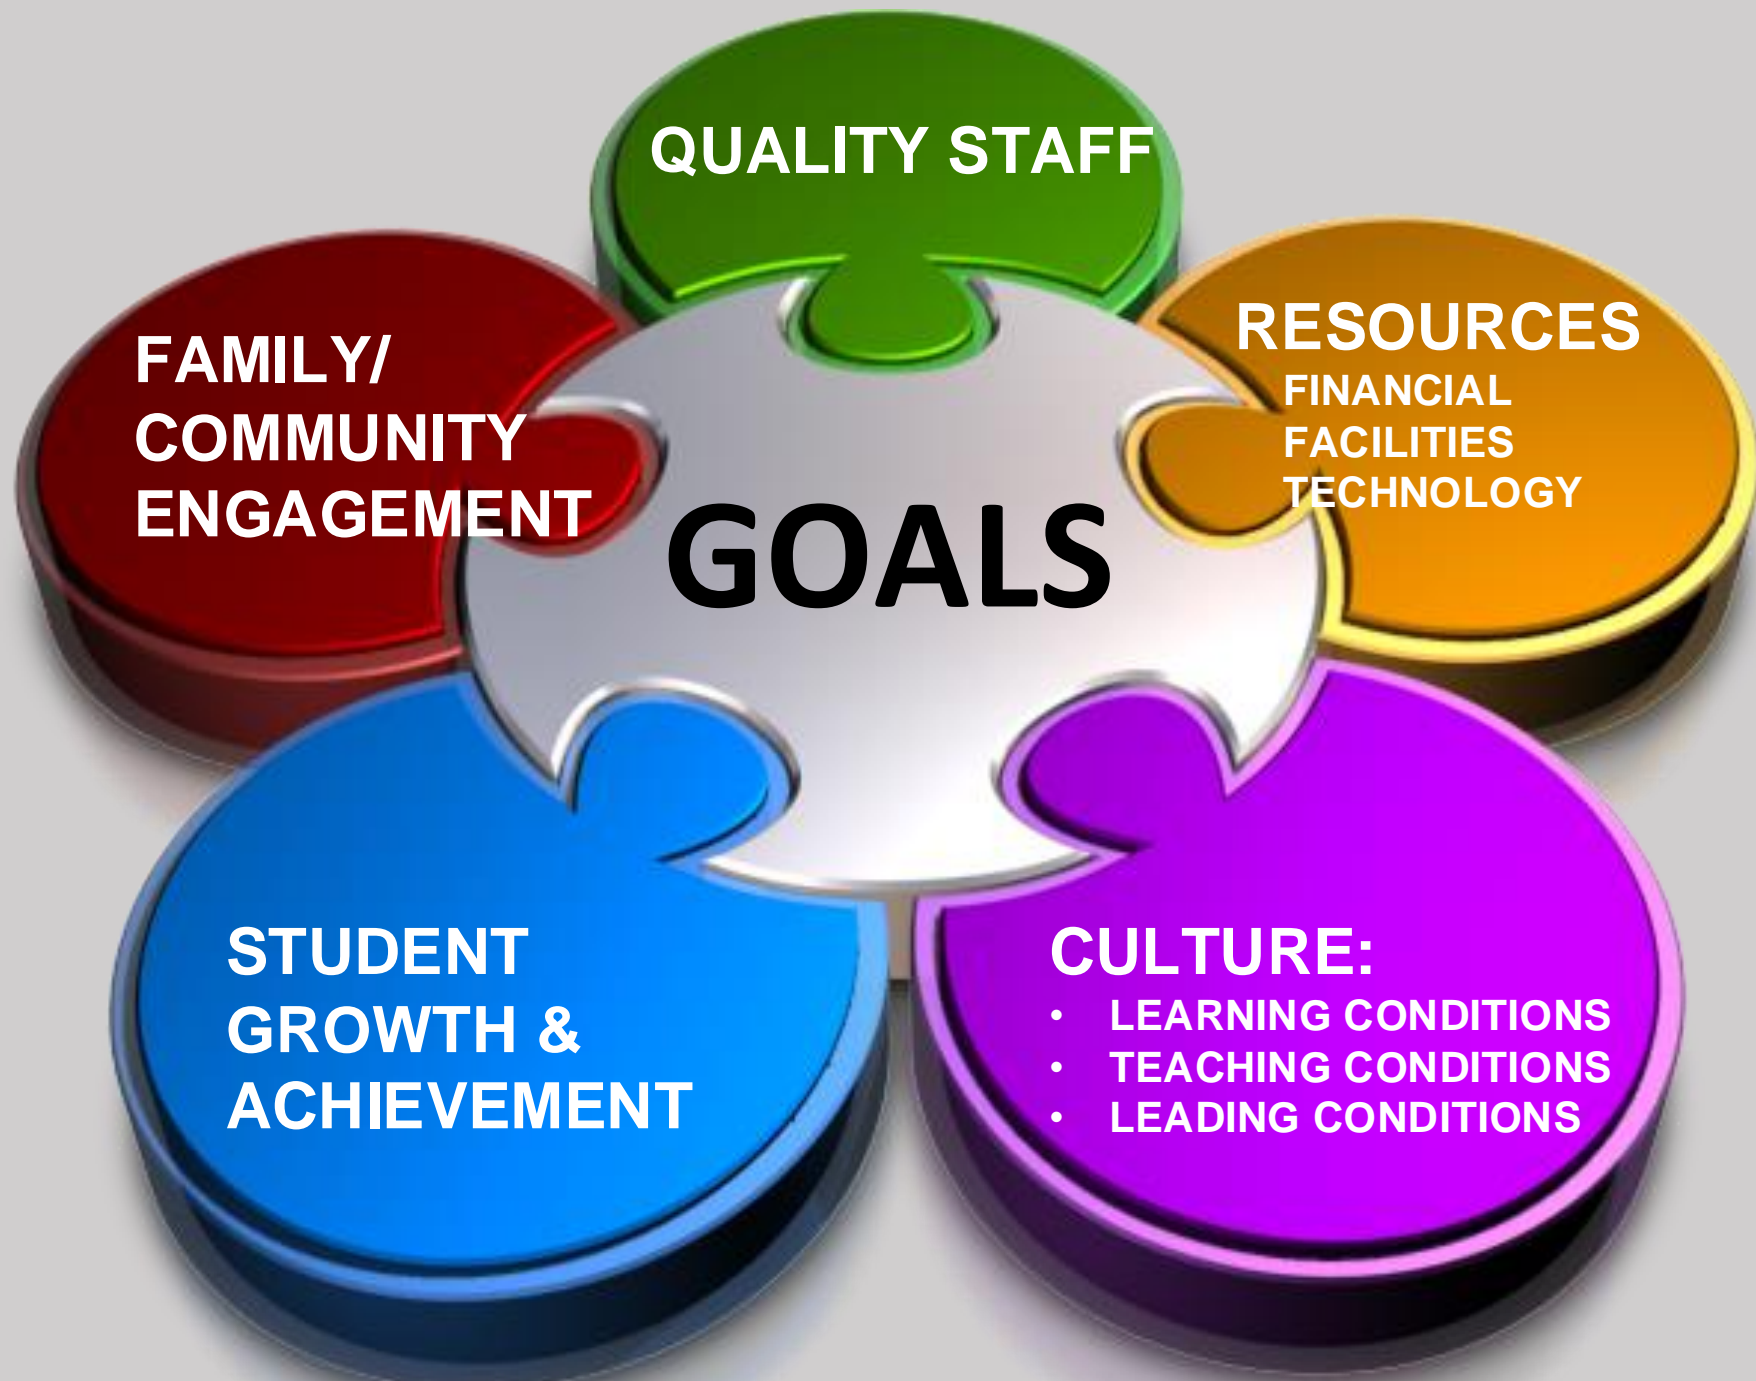 QUALITY STAFF
FAMILY/
COMMUNITY
ENGAGEMENT
RESOURCES
FINANCIAL
FACILITIES
TECHNOLOGY
GOALS
STUDENT
GROWTH &
ACHIEVEMENT
CULTURE:
• LEARNING CONDITIONS
• TEACHING CONDITIONS
• LEADING CONDITIONS